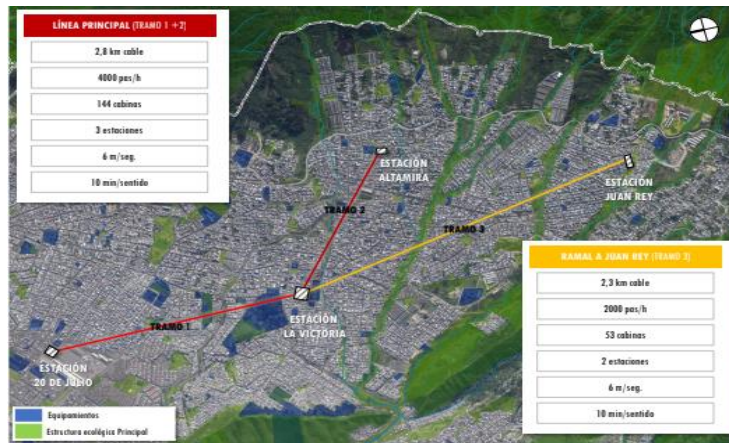 LÍNEA PRINCIPAL (TRAMO 1 +2)
2,8 km cable
4000 pas/h
144 cabinas
3 estaciones
6 m/seg.
10 min/sentido
ESTACIÓN
ALTAMIRA
ESTACIÓN
JUAN REY
TRAMO 2
TRAMO 3
RAMAL A JUAN REY (TRAMO 3)
2,3 km cable
2000 pas/h
53 cabinas
2 estaciones
6 m/seg.
10 min/sentido
ESTACIÓN
LA VICTORIA
TRAMO 1
ESTACIÓN
20 DE JULIO
Equipamientos
Estructura ecológica Principal